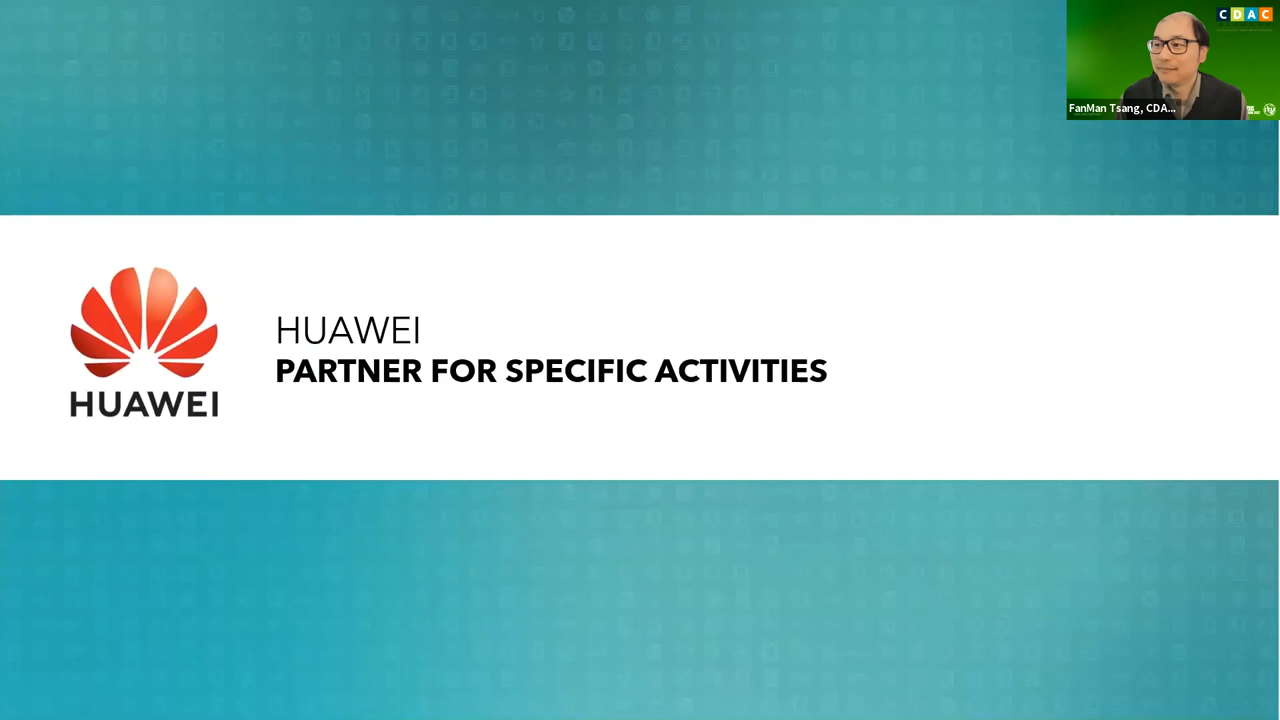 CDAC
FanMan Tsang, CDA...
HUAWEI
PARTNER FOR SPECIFIC ACTIVITIES
HUAWEI